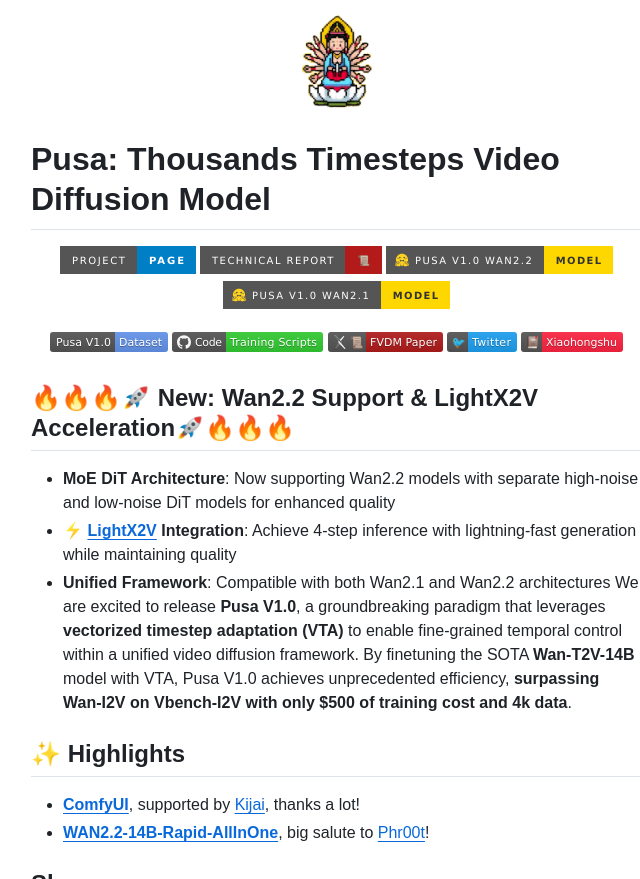 Pusa: Thousands Timesteps Video
Diffusion Model
PROJECT PAGE TECHNICAL REPORT 📜 🤗 PUSA V1.0 WAN2.2 MODEL
🤗 PUSA V1.0 WAN2.1 MODEL
Pusa V1.0 Dataset Code Training Scripts 📜 FVDM Paper 🐦 Twitter 📕 Xiaohongshu
🔥🔥🔥🚀 New: Wan2.2 Support & LightX2V
Acceleration🚀🔥🔥🔥
• MoE DiT Architecture: Now supporting Wan2.2 models with separate high-noise
and low-noise DiT models for enhanced quality
• ⚡ LightX2V Integration: Achieve 4-step inference with lightning-fast generation
while maintaining quality
• Unified Framework: Compatible with both Wan2.1 and Wan2.2 architectures We
are excited to release Pusa V1.0, a groundbreaking paradigm that leverages
vectorized timestep adaptation (VTA) to enable fine-grained temporal control
within a unified video diffusion framework. By finetuning the SOTA Wan-T2V-14B
model with VTA, Pusa V1.0 achieves unprecedented efficiency, surpassing
Wan-I2V on Vbench-I2V with only $500 of training cost and 4k data.
✨ Highlights
• ComfyUI, supported by Kijai, thanks a lot!
• WAN2.2-14B-Rapid-AllInOne, big salute to Phr00t!